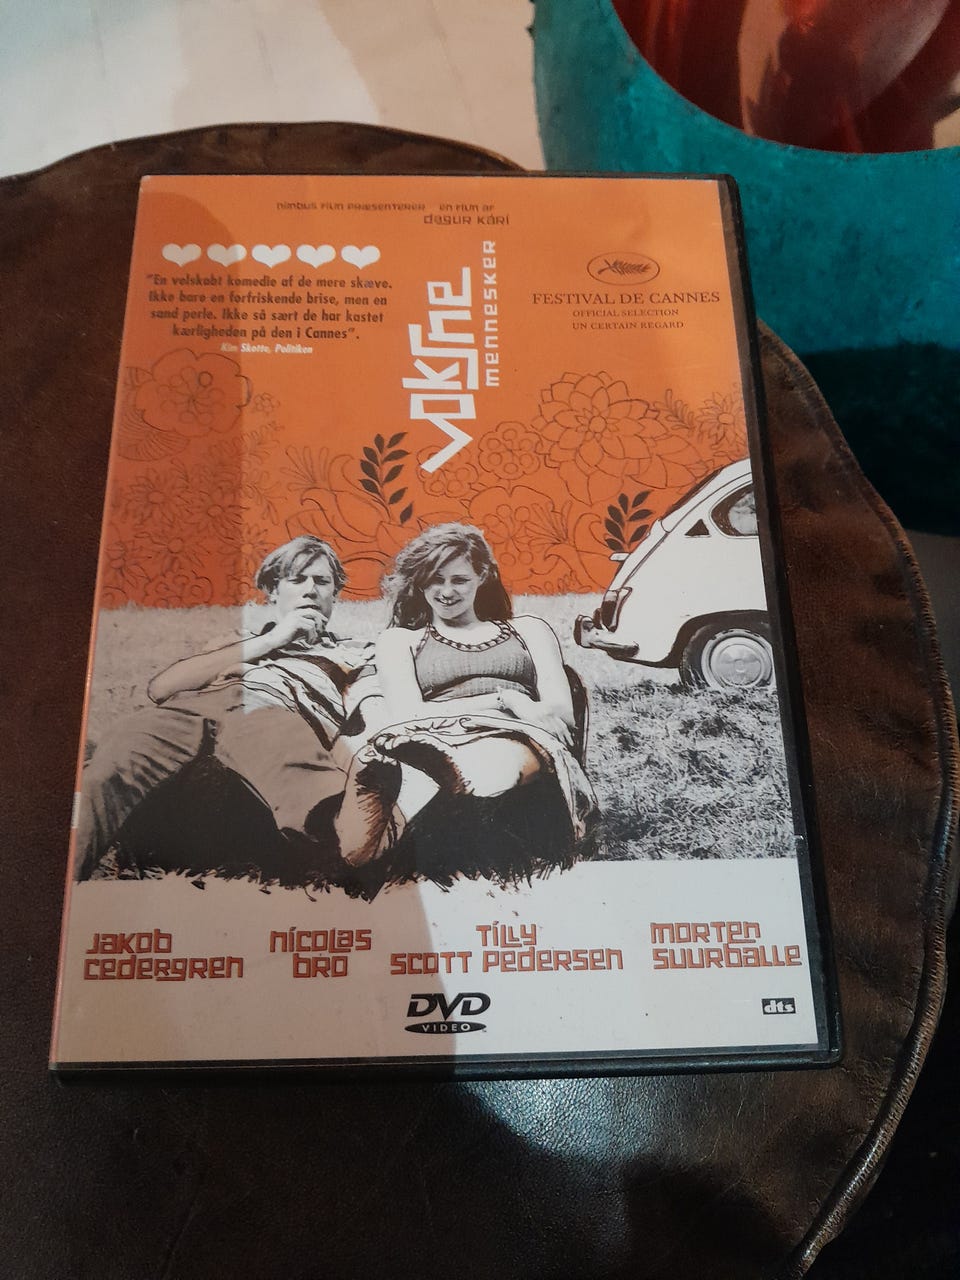 nimbus film præsenterer en film af
dagur kári
"En velskabt komedie af de mere skæve.
Ikke bare en forfriskende brise, men en
sand perle. Ikke så sært de har kastet
kærligheden på den i Cannes".
Kim Skotte, Politiken
voksne
mennesker
FESTIVAL DE CANNES
OFFICIAL SELECTION
UN CERTAIN REGARD
jakob
cedergren
nicolas
bro
tilly
scott pedersen
morten
suurballe
DVD
VIDEO
dts